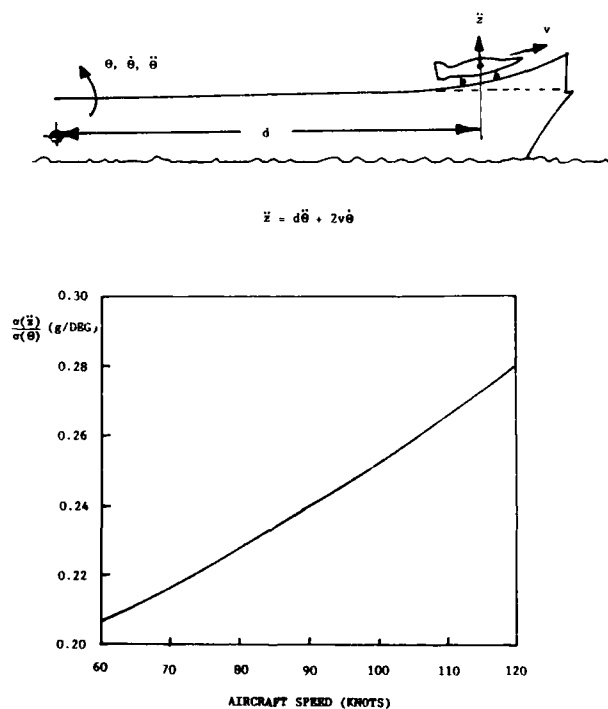 z̈
v
θ, θ̇, θ̈
d
z̈ = dθ̈ + 2vθ̇
0.30
σ(z̈)
σ(θ) (g/DEG)
0.28
0.26
0.24
0.22
0.20
60 70 80 90 100 110 120
AIRCRAFT SPEED (KNOTS)